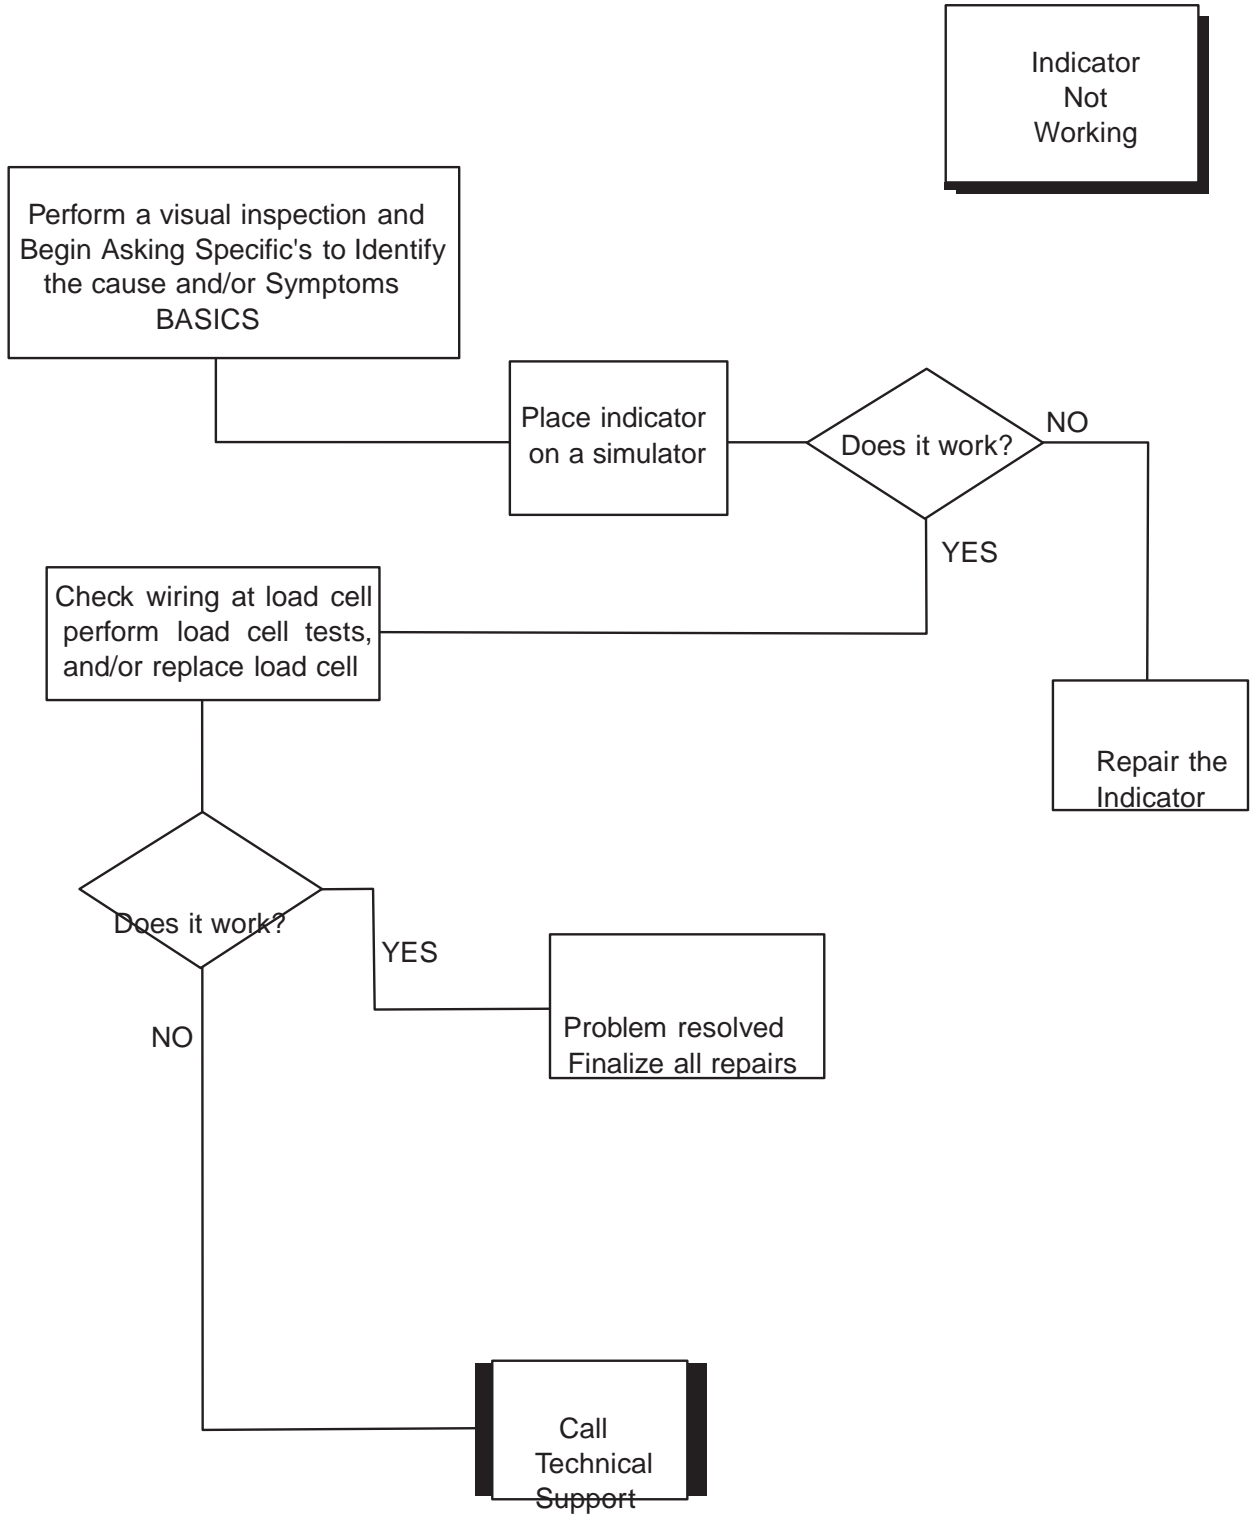 Indicator
Not
Working
Perform a visual inspection and
Begin Asking Specific's to Identify
the cause and/or Symptoms
BASICS
Place indicator
on a simulator
Does it work?
NO
YES
Check wiring at load cell
perform load cell tests,
and/or replace load cell
Repair the
Indicator
Does it work?
YES
NO
Problem resolved
Finalize all repairs
Call
Technical
Support